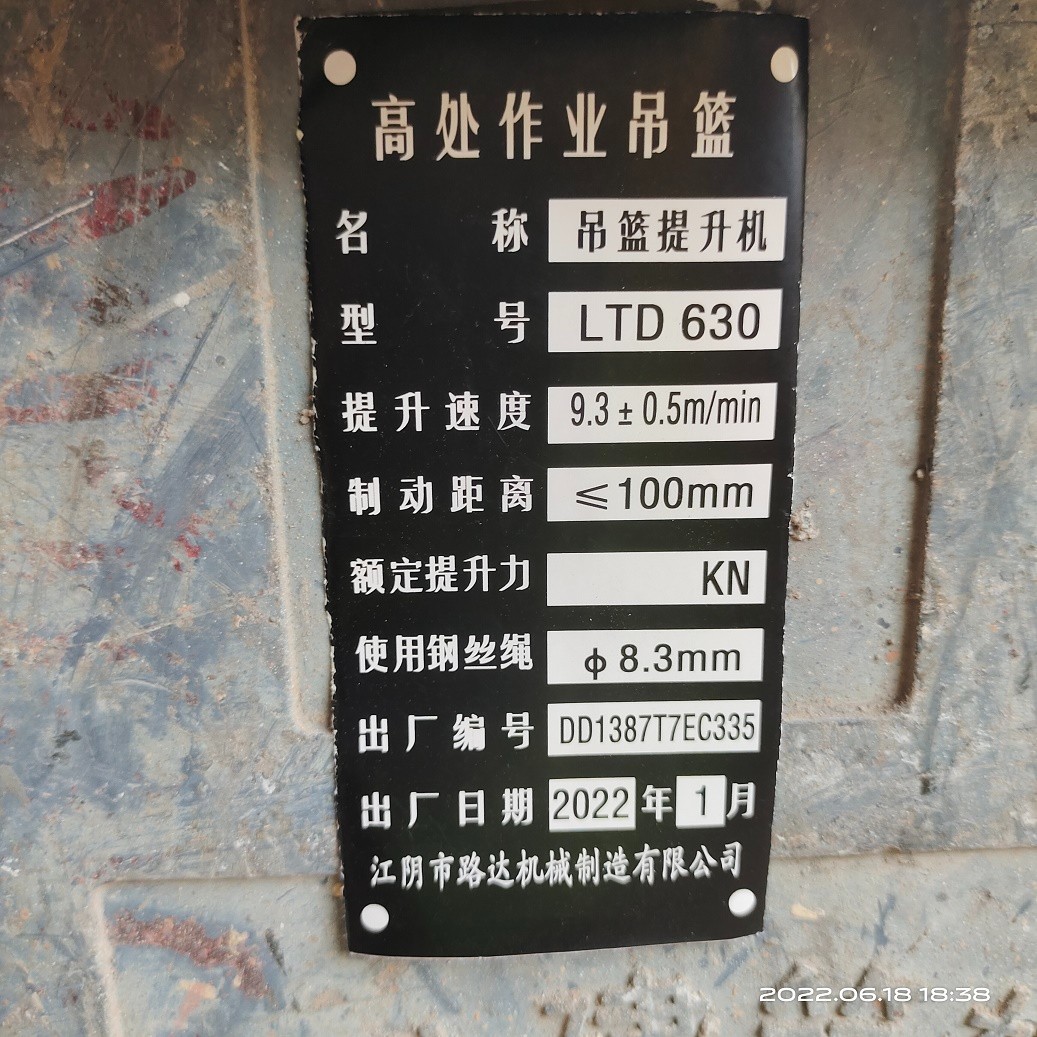 高处作业吊篮
名称 吊篮提升机
型号 LTD 630
提升速度 9.3±0.5m/min
制动距离 ≤100mm
额定提升力 KN
使用钢丝绳 ф8.3mm
出厂编号 DD1387T7EC335
出厂日期 2022年1月
江阴市路达机械制造有限公司
2022.06.18 18:38